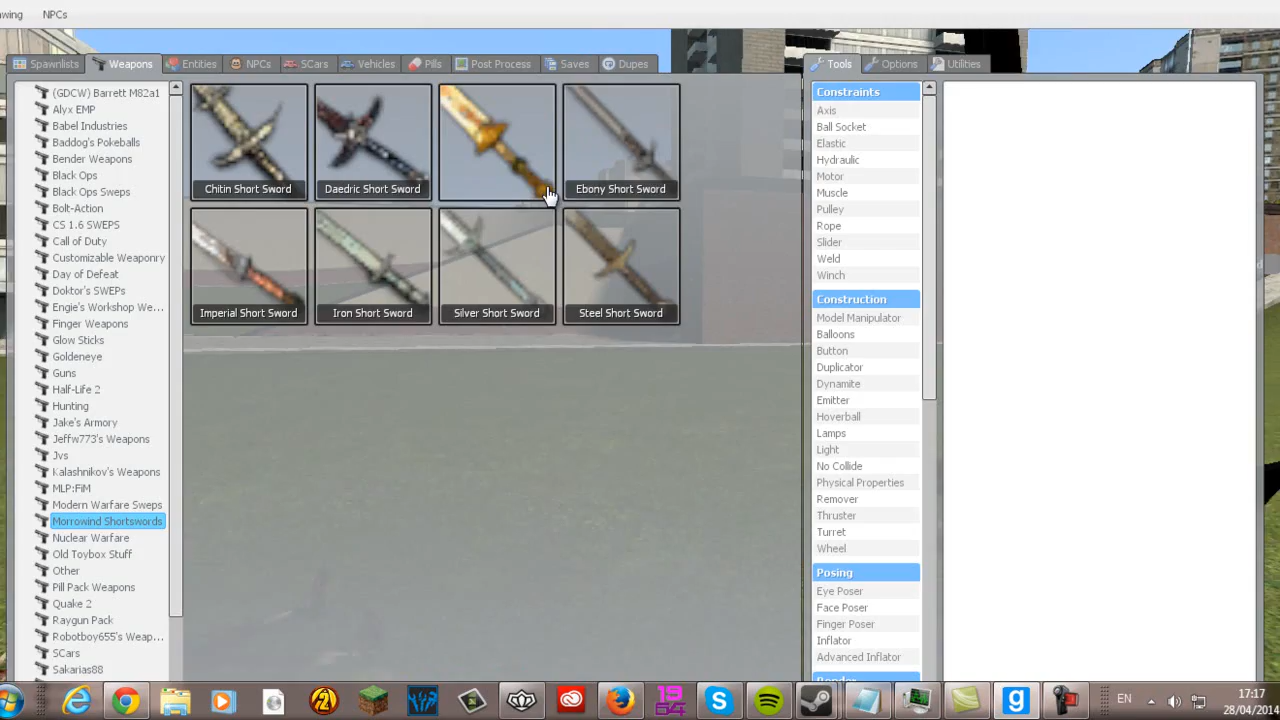 awing NPCs
Spawnlists Weapons Entities NPCs SCars Vehicles Pills Post Process Saves Dupes Tools Options Utilities
(GDCW) Barrett M82a1
Alyx EMP
Babel Industries
Baddog's Pokeballs
Bender Weapons
Black Ops
Black Ops Sweps
Bolt-Action
CS 1.6 SWEPS
Call of Duty
Customizable Weaponry
Day of Defeat
Doktor's SWEPs
Engie's Workshop We...
Finger Weapons
Glow Sticks
Goldeneye
Guns
Half-Life 2
Hunting
Jake's Armory
Jeffw773's Weapons
Jvs
Kalashnikov's Weapons
MLP:FiM
Modern Warfare Sweps
Morrowind Shortswords
Nuclear Warfare
Old Toybox Stuff
Other
Pill Pack Weapons
Quake 2
Raygun Pack
Robotboy655's Weap...
SCars
Sakarias88
Chitin Short Sword
Daedric Short Sword
Ebony Short Sword
Imperial Short Sword
Iron Short Sword
Silver Short Sword
Steel Short Sword
Constraints
Axis
Ball Socket
Elastic
Hydraulic
Motor
Muscle
Pulley
Rope
Slider
Weld
Winch
Construction
Model Manipulator
Balloons
Button
Duplicator
Dynamite
Emitter
Hoverball
Lamps
Light
No Collide
Physical Properties
Remover
Thruster
Turret
Wheel
Posing
Eye Poser
Face Poser
Finger Poser
Inflator
Advanced Inflator
Render
EN
17:17
28/04/2014